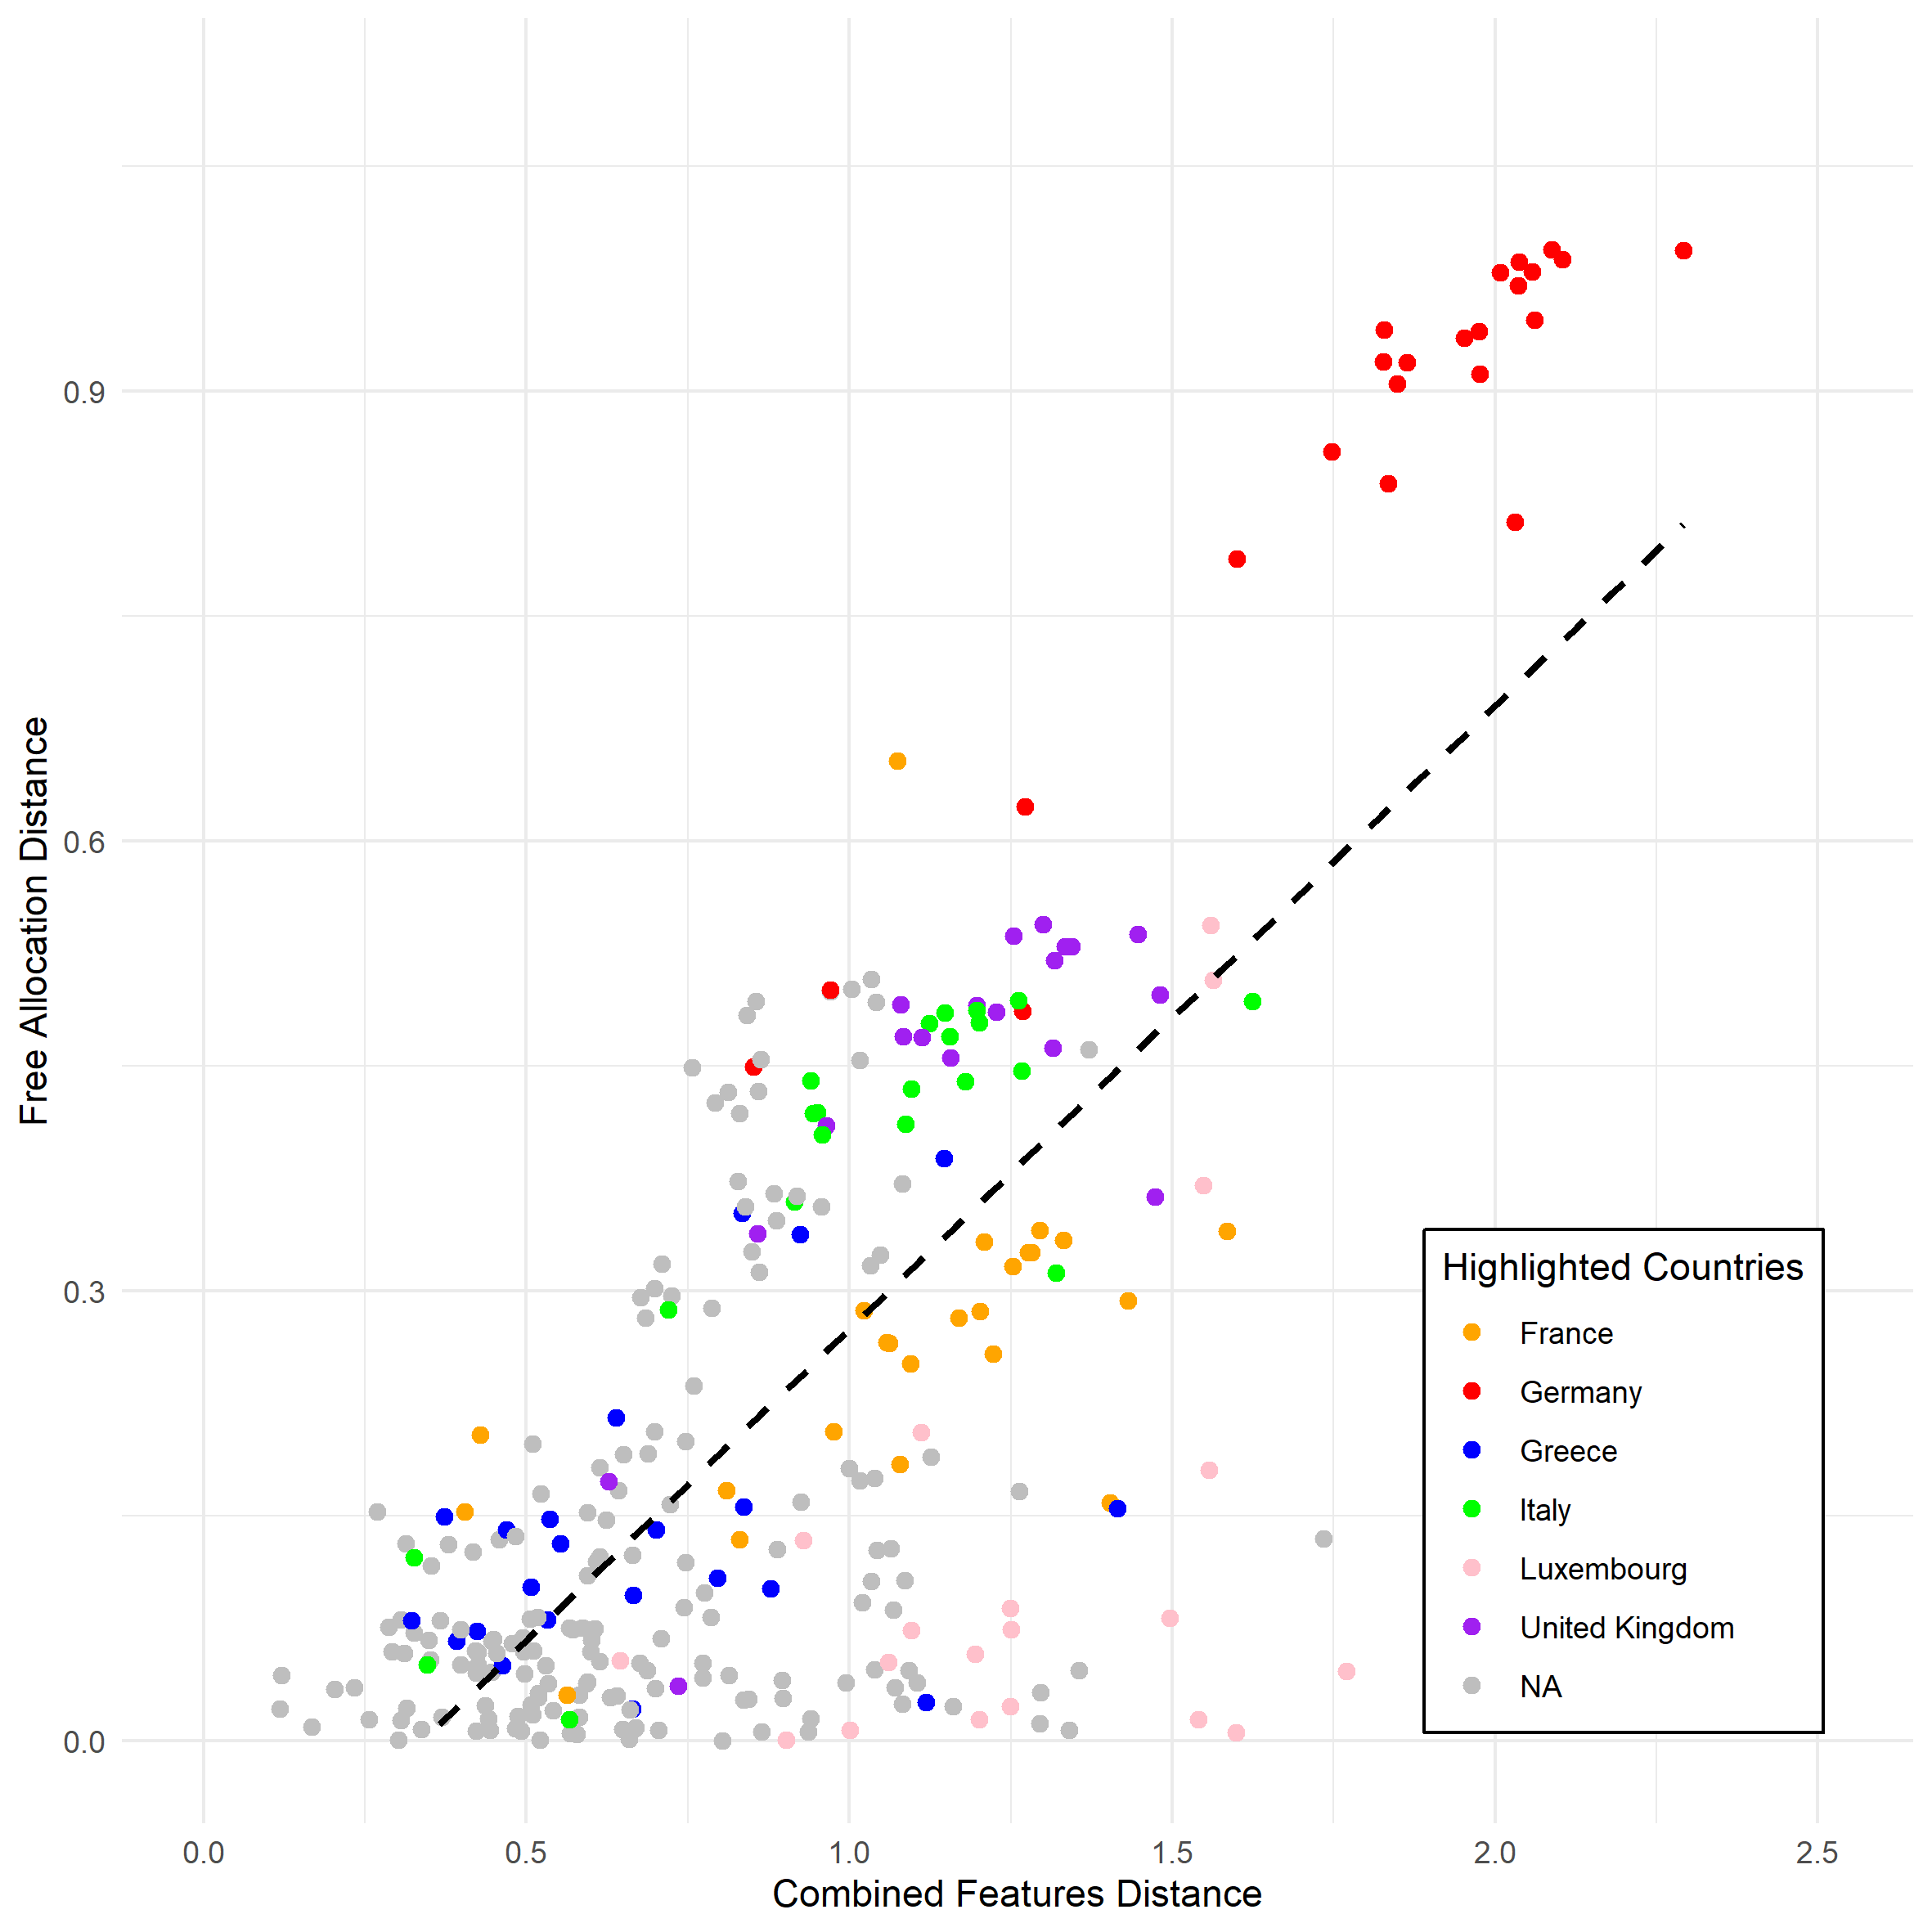 Free Allocation Distance
0.9
0.6
0.3
0.0
Highlighted Countries
France
Germany
Greece
Italy
Luxembourg
United Kingdom
NA
0.0 0.5 1.0 1.5 2.0 2.5
Combined Features Distance